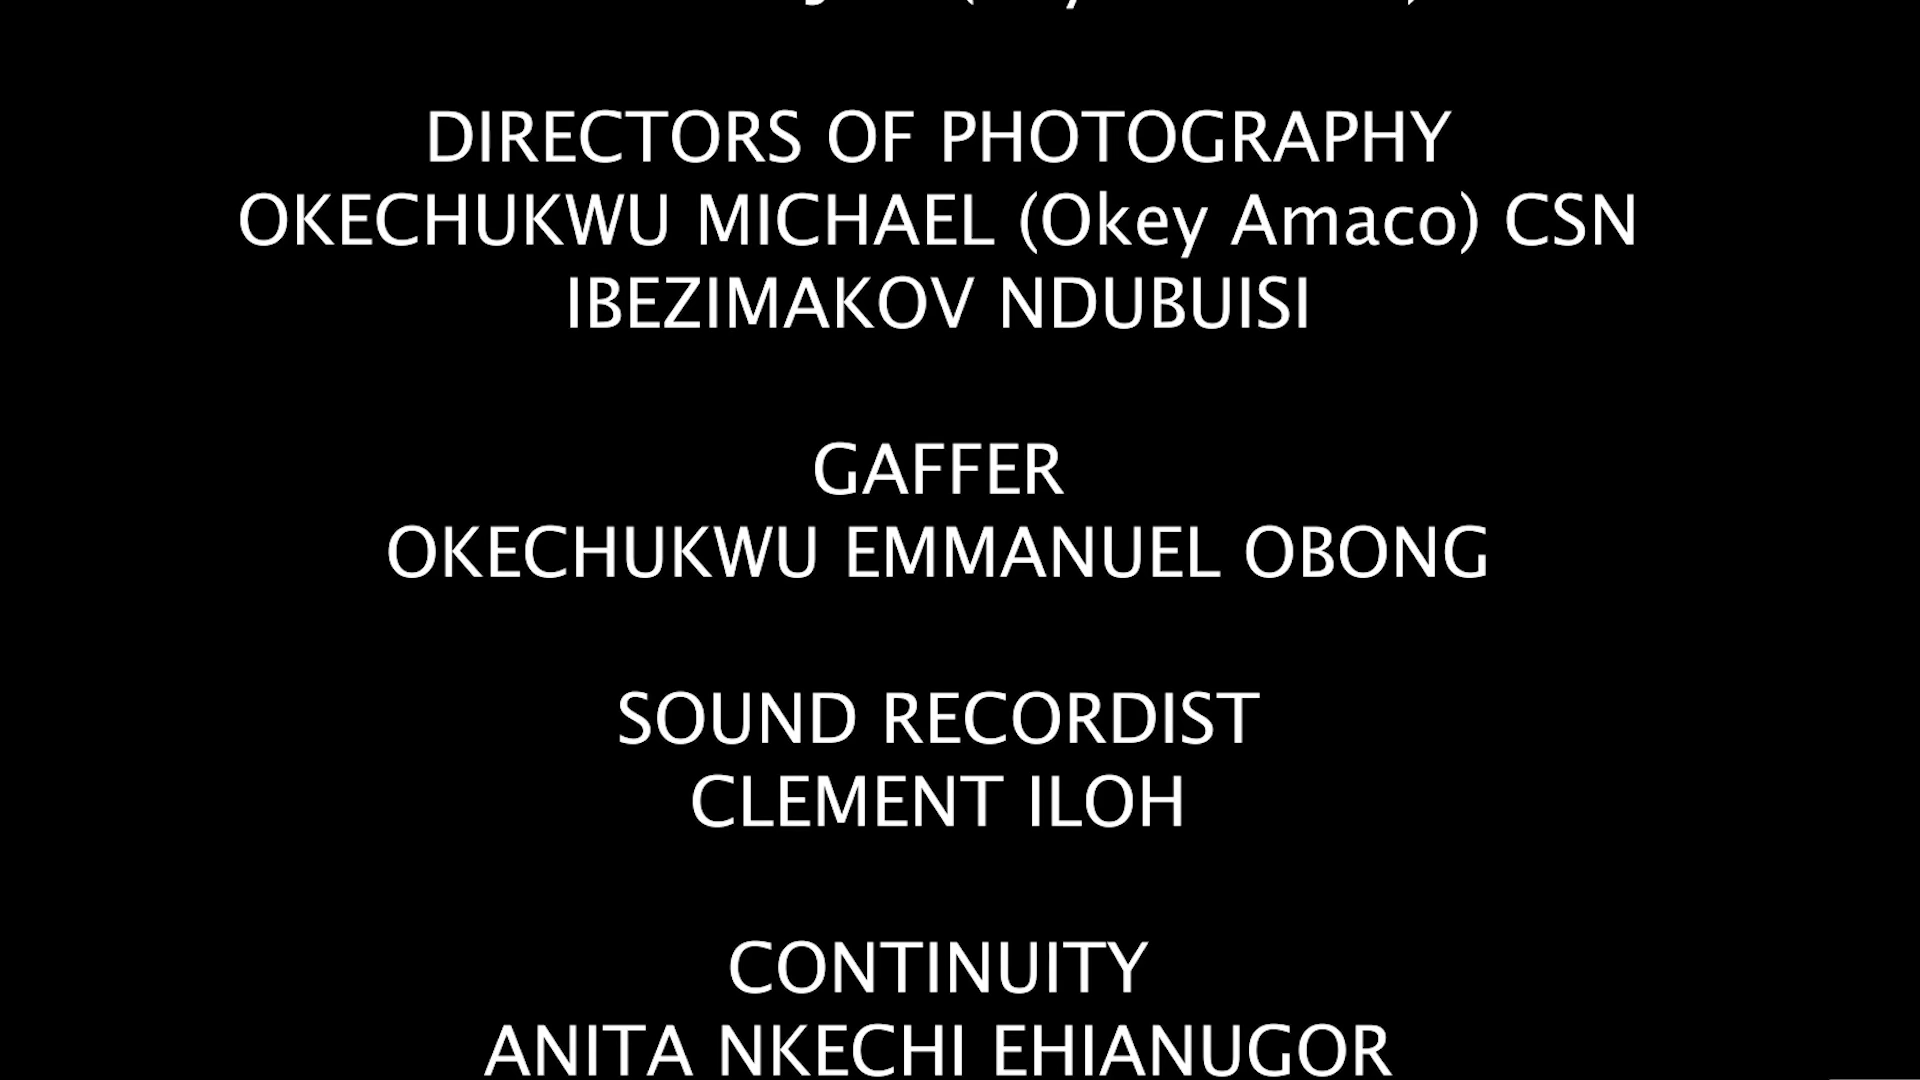 DIRECTORS OF PHOTOGRAPHY
OKECHUKWU MICHAEL (Okey Amaco) CSN
IBEZIMAKOV NDUBUISI
GAFFER
OKECHUKWU EMMANUEL OBONG
SOUND RECORDIST
CLEMENT ILOH
CONTINUITY
ANITA NKECHI EHIANUGOR